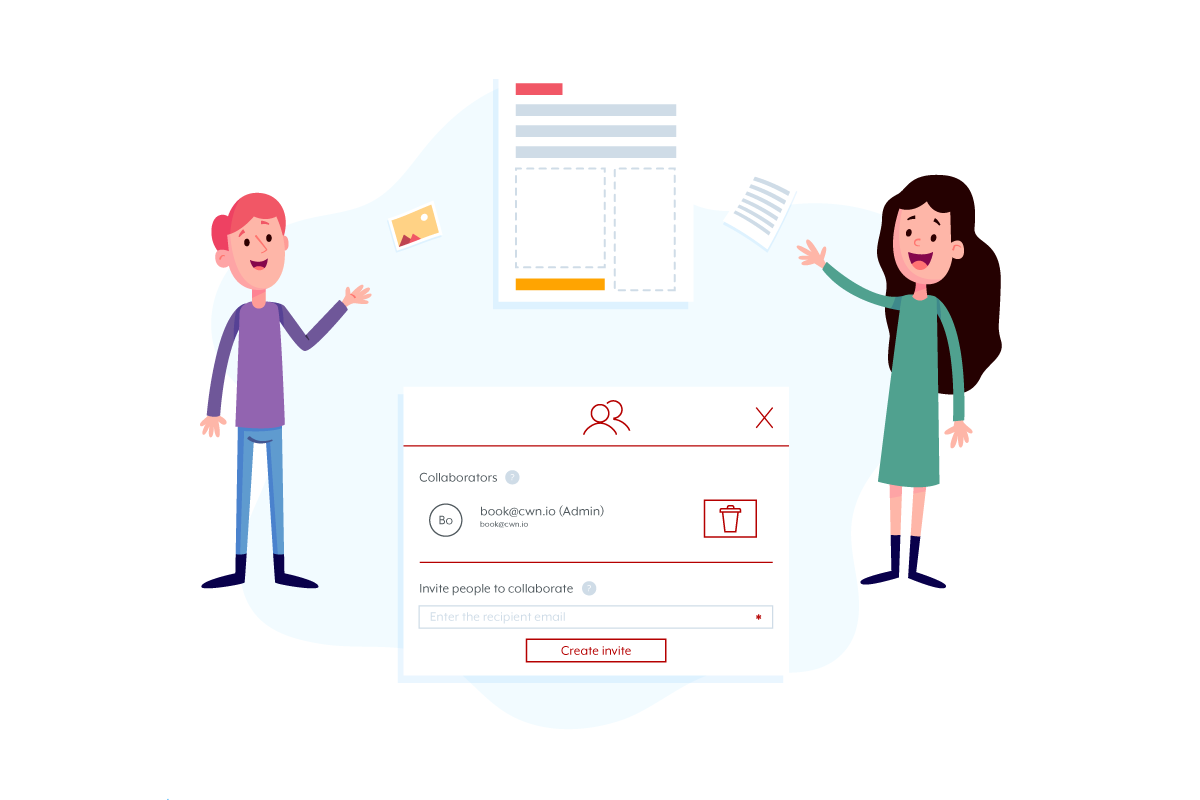 Collaborators ?
Bo
book@cwn.io (Admin)
book@cwn.io
Invite people to collaborate ?
Enter the recipient email *
Create invite